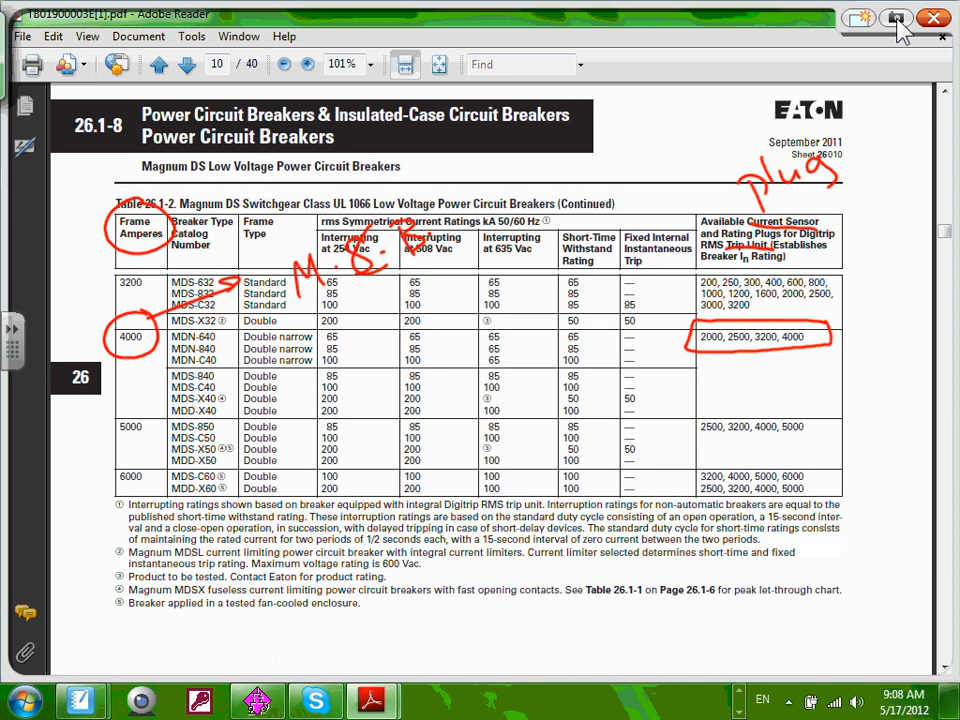 TB01900003E[1].pdf - Adobe Reader
File Edit View Document Tools Window Help
10 / 40 101% Find
26.1-8
Power Circuit Breakers & Insulated-Case Circuit Breakers
Power Circuit Breakers
EATON
September 2011
Sheet 26010
Magnum DS Low Voltage Power Circuit Breakers
plug
Table 26.1-2. Magnum DS Switchgear Class UL 1066 Low Voltage Power Circuit Breakers (Continued)
Frame Amperes
Breaker Type Catalog Number
Frame Type
rms Symmetrical Current Ratings kA 50/60 Hz ①
Interrupting at 254 Vac
Interrupting at 508 Vac
Interrupting at 635 Vac
Short-Time Withstand Rating
Fixed Internal Instantaneous Trip
Available Current Sensor and Rating Plugs for Digitrip RMS Trip Unit (Establishes Breaker In Rating)
3200 MDS-632 Standard 65 65 65 65 — 200, 250, 300, 400, 600, 800,
MDS-832 Standard 85 85 85 85 — 1000, 1200, 1600, 2000, 2500,
MDS-C32 Standard 100 100 100 85 85 3000, 3200
MDS-X32 ② Double 200 200 ③ 50 50
4000 MDN-640 Double narrow 65 65 65 65 — 2000, 2500, 3200, 4000
MDN-840 Double narrow 85 85 65 85 —
MDN-C40 Double narrow 100 100 65 100 —
MDS-840 Double 85 85 85 85 —
MDS-C40 Double 100 100 100 100 —
MDS-X40 ④ Double 200 200 ③ 50 50
MDD-X40 Double 200 200 100 100 —
5000 MDS-850 Double 85 85 85 85 — 2500, 3200, 4000, 5000
MDS-C50 Double 100 100 100 100 —
MDS-X50 ④⑤ Double 200 200 ③ 50 50
MDD-X50 Double 200 200 100 100 —
6000 MDS-C60 ⑤ Double 100 100 100 100 — 3200, 4000, 5000, 6000
MDD-X60 ⑤ Double 200 200 100 100 — 2500, 3200, 4000, 5000
26
① Interrupting ratings shown based on breaker equipped with integral Digitrip RMS trip unit. Interruption ratings for non-automatic breakers are equal to the
published short-time withstand rating. These interruption ratings are based on the standard duty cycle consisting of an open operation, a 15-second inter-
val and a close-open operation, in succession, with delayed tripping in case of short-delay devices. The standard duty cycle for short-time ratings consists
of maintaining the rated current for two periods of 1/2 seconds each, with a 15-second interval of zero current between the two periods.
② Magnum MDSL current limiting power circuit breaker with integral current limiters. Current limiter selected determines short-time and fixed
instantaneous trip rating. Maximum voltage rating is 600 Vac.
③ Product to be tested. Contact Eaton for product rating.
④ Magnum MDSX fuseless current limiting power circuit breakers with fast opening contacts. See Table 26.1-1 on Page 26.1-6 for peak let-through chart.
⑤ Breaker applied in a tested fan-cooled enclosure.
EN
9:08 AM
5/17/2012